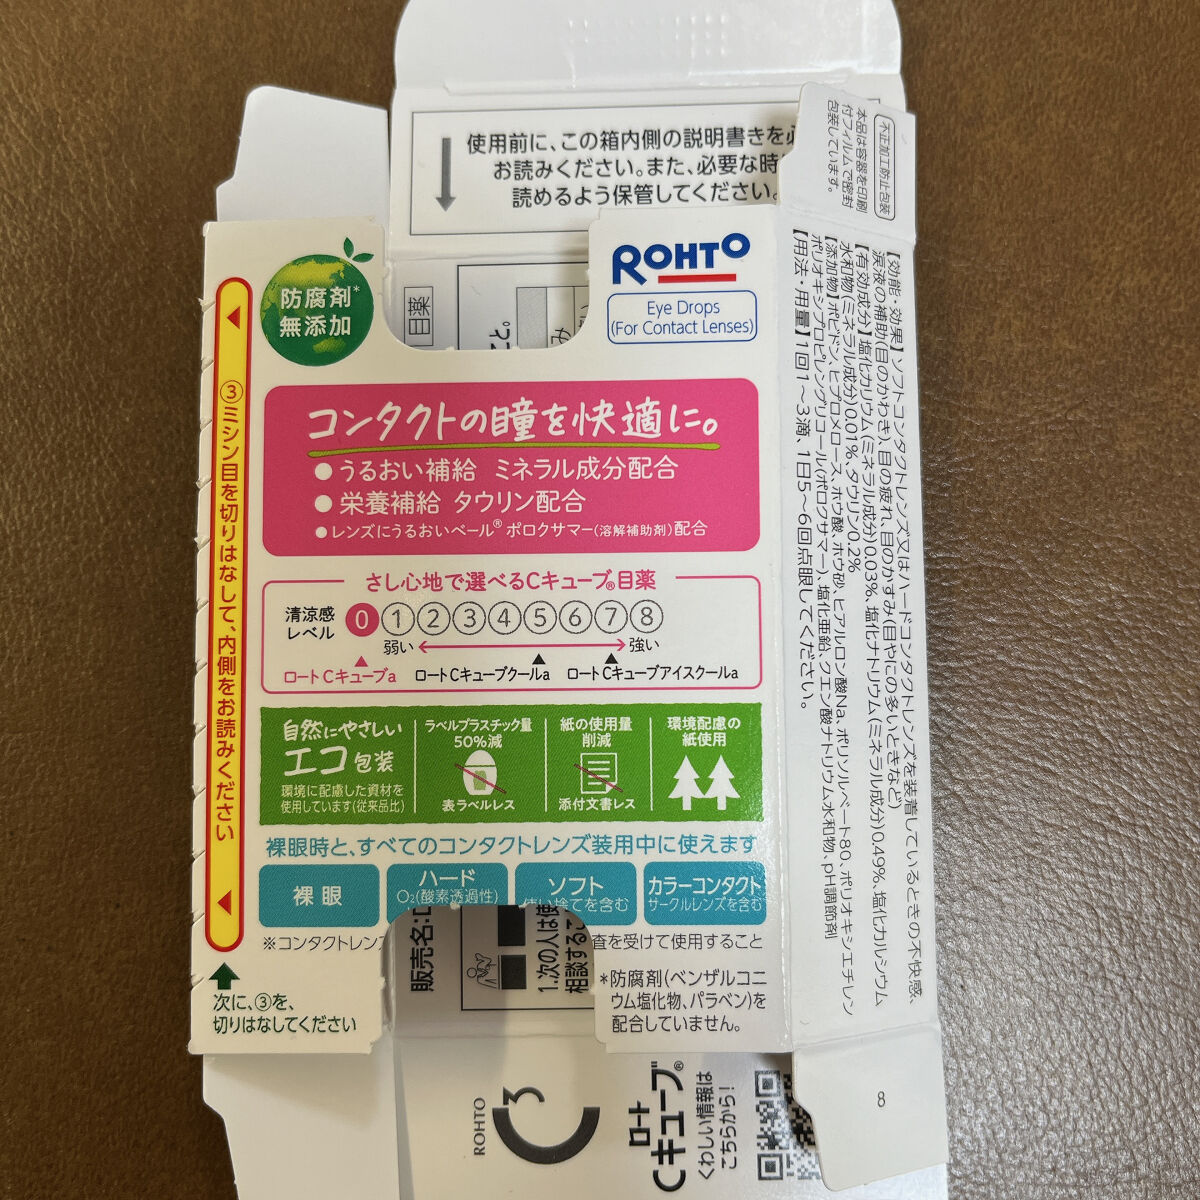 使用前に、この箱内側の説明書きを
お読みください。また、必要な時
読めるよう保管してください。
不正加工防止包装
本品は容器を印刷
付フィルムで密封
包装しています。
防腐剤*
無添加
目薬
こと。
ROHTO
Eye Drops
(For Contact Lenses)
③ミシン目を切りはなして、内側をお読みください
コンタクトの瞳を快適に。
●うるおい補給 ミネラル成分配合
●栄養補給 タウリン配合
●レンズにうるおいベール® ポロクサマー(溶解補助剤)配合
さし心地で選べるCキューブ®目薬
清涼感
レベル
0 1 2 3 4 5 6 7 8
弱い 強い
ロートCキューブa ロートCキューブクールa ロートCキューブアイスクールa
自然にやさしい
エコ包装
環境に配慮した資材を
使用しています(従来品比)
ラベルプラスチック量
50%減
表ラベルレス
紙の使用量
削減
添付文書レス
環境配慮の
紙使用
裸眼時と、すべてのコンタクトレンズ装用中に使えます
裸眼
ハード
O₂(酸素透過性)
ソフト
使い捨てを含む
カラーコンタクト
サークルレンズを含む
※コンタクトレン
査を受けて使用すること
販売名:
1.次の人は使
相談するこ
*防腐剤(ベンザルコニ
ウム塩化物、パラベン)を
配合していません。
次に、③を、
切りはなしてください
【効能・効果】ソフトコンタクトレンズ又はハードコンタクトレンズを装着しているときの不快感、
涙液の補助(目のかわき)、目の疲れ、目のかすみ(目やにの多いときなど)
【有効成分】塩化カリウム(ミネラル成分)0.03%、塩化ナトリウム(ミネラル成分)0.49%、塩化カルシウム
水和物(ミネラル成分)0.01%、タウリン0.2%
【添加物】ポビドン、ヒプロメロース、ホウ酸、ホウ砂、ヒアルロン酸Na、ポリソルベート80、ポリオキシエチレン
ポリオキシプロピレングリコール(ポロクサマー)、塩化亜鉛、クエン酸ナトリウム水和物、pH調節剤
【用法・用量】1回1〜3滴、1日5〜6回点眼してください。
ROHTO
C3
ロート
Cキューブ®
くわしい情報は
こちらから!
8